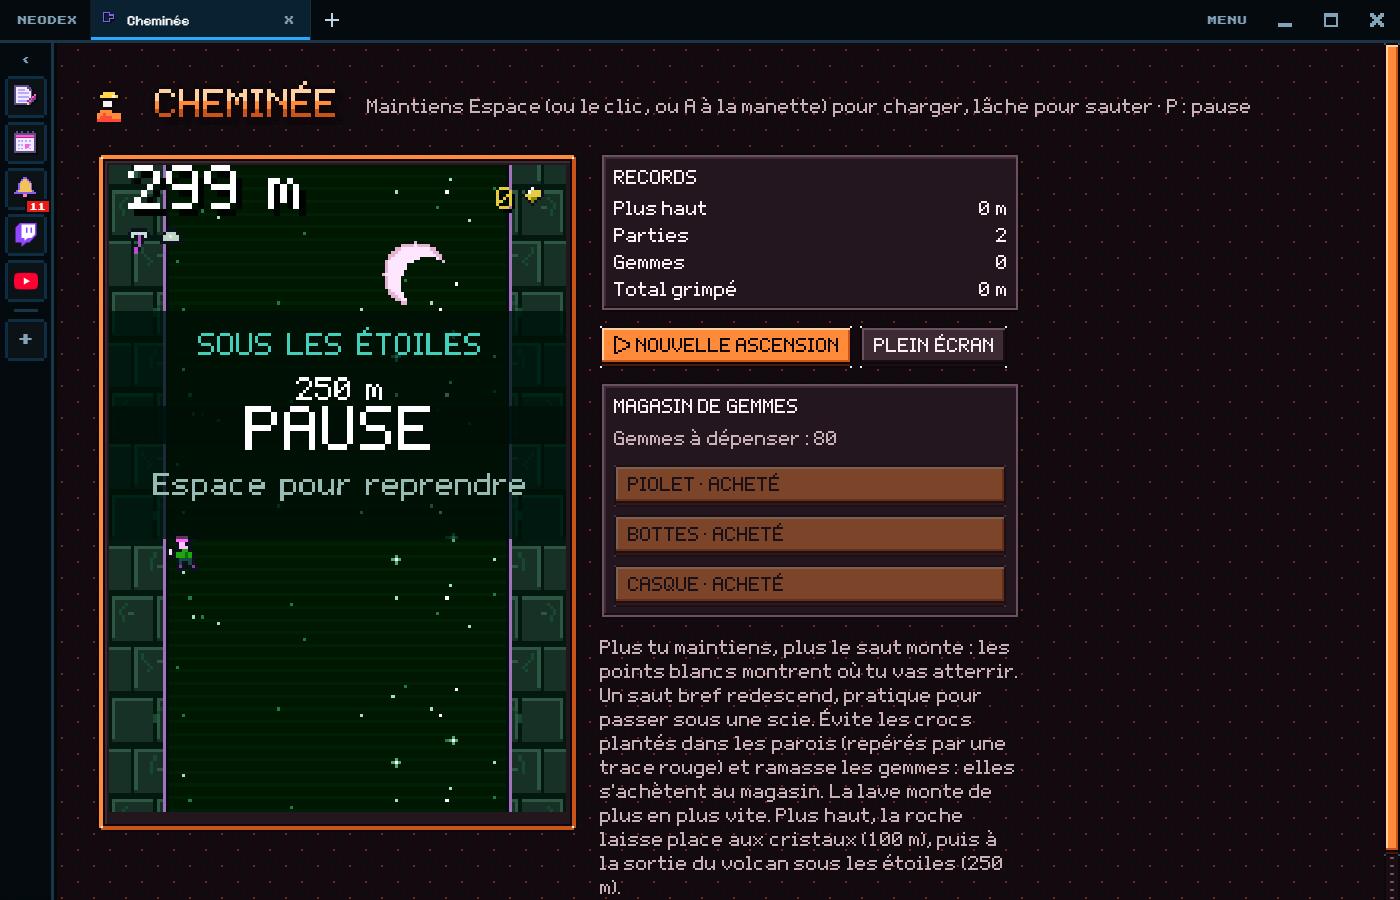 NEODEX
Cheminée
MENU
11
CHEMINÉE
Maintiens Espace (ou le clic, ou A à la manette) pour charger, lâche pour sauter · P : pause
299 m
0
SOUS LES ÉTOILES
250 m
PAUSE
Espace pour reprendre
RECORDS
Plus haut 0 m
Parties 2
Gemmes 0
Total grimpé 0 m
NOUVELLE ASCENSION
PLEIN ÉCRAN
MAGASIN DE GEMMES
Gemmes à dépenser : 80
PIOLET · ACHETÉ
BOTTES · ACHETÉ
CASQUE · ACHETÉ
Plus tu maintiens, plus le saut monte : les
points blancs montrent où tu vas atterrir.
Un saut bref redescend, pratique pour
passer sous une scie. Évite les crocs
plantés dans les parois (repérés par une
trace rouge) et ramasse les gemmes : elles
s'achètent au magasin. La lave monte de
plus en plus vite. Plus haut, la roche
laisse place aux cristaux (100 m), puis à
la sortie du volcan sous les étoiles (250
m).